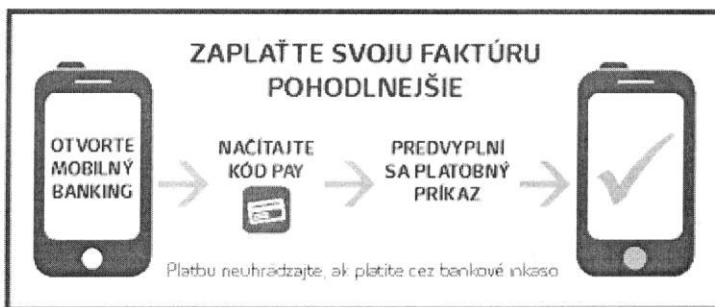 ZAPLAŤTE SVOJU FAKTÚRU
POHODLNEJŠIE
OTVORTE
MOBILNÝ
BANKING
NAČÍTAJTE
KÓD PAY
PREDVYPLNÍ
SA PLATOBNÝ
PRÍKAZ
Platbu neuhrádzajte, ak platíte cez bankové inkaso